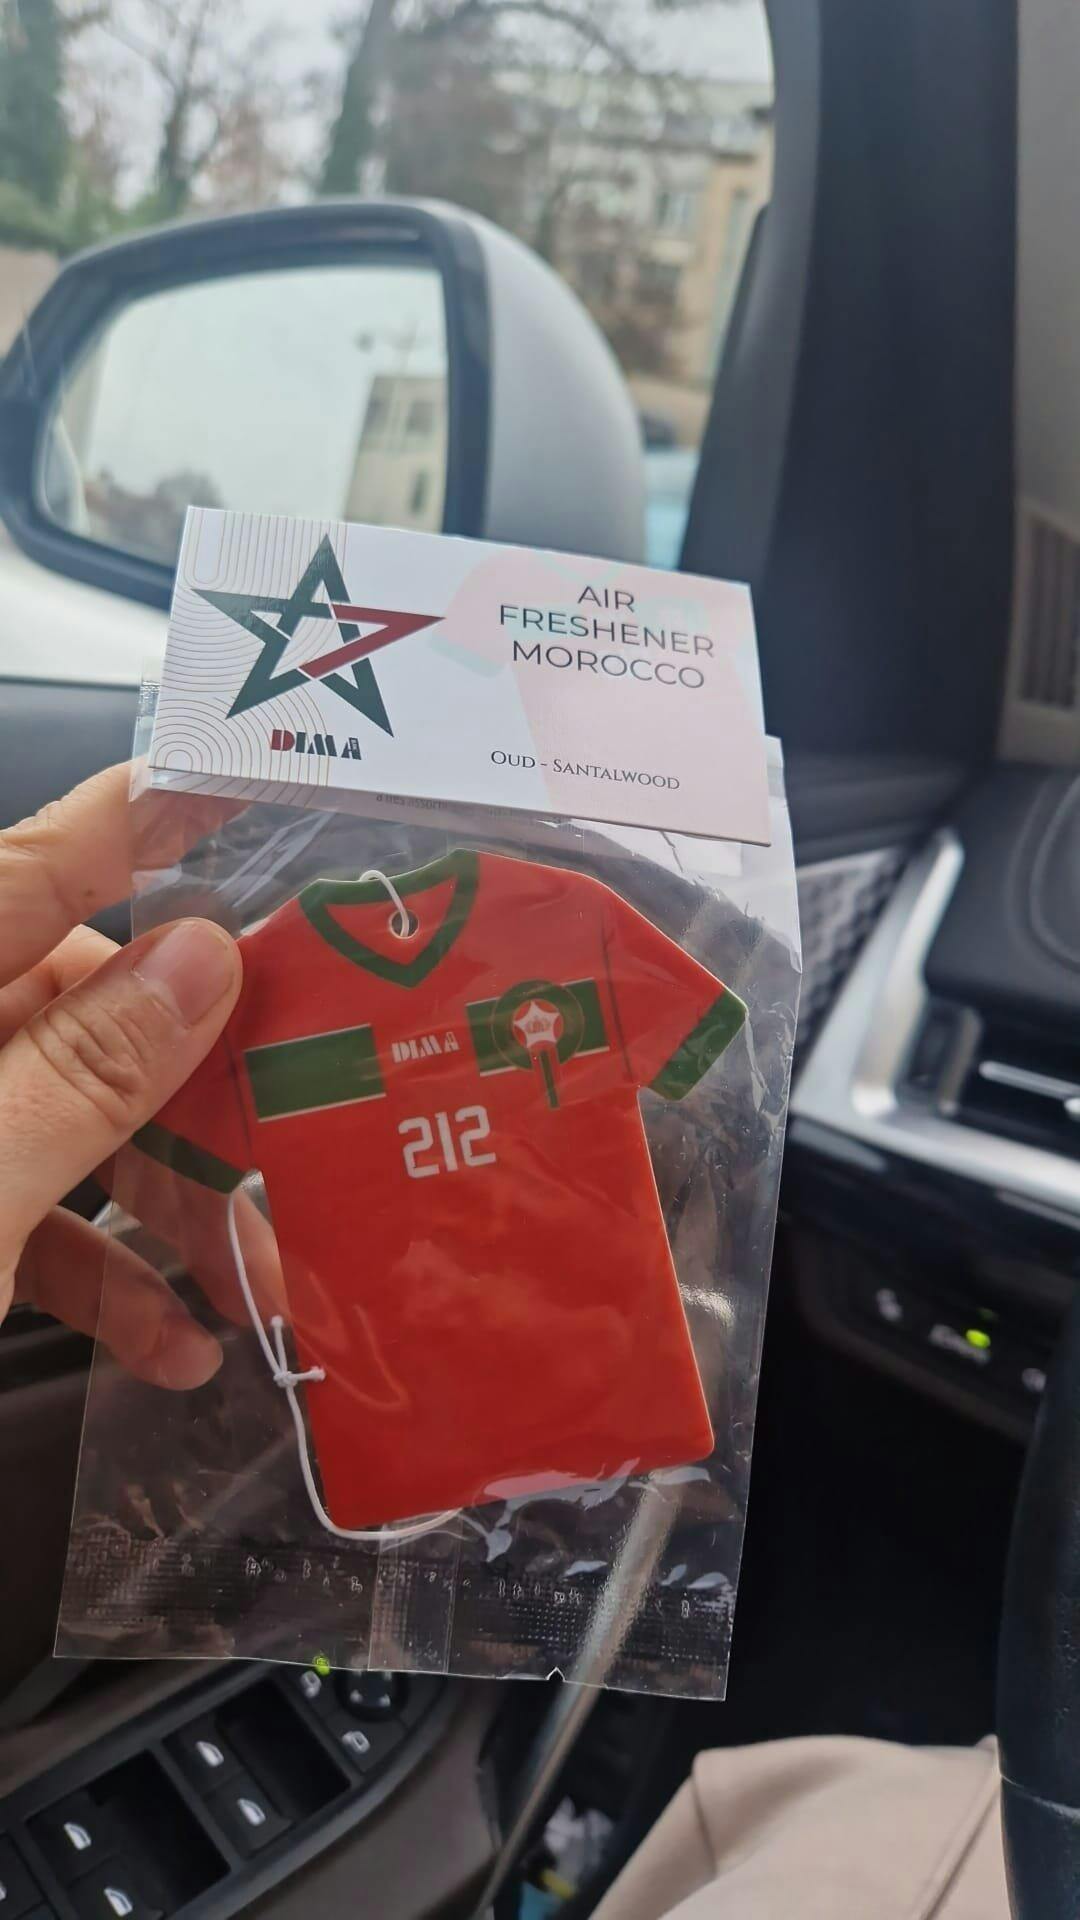 AIR
FRESHENER
MOROCCO
DIMA
OUD - SANTALWOOD
DIMA
212